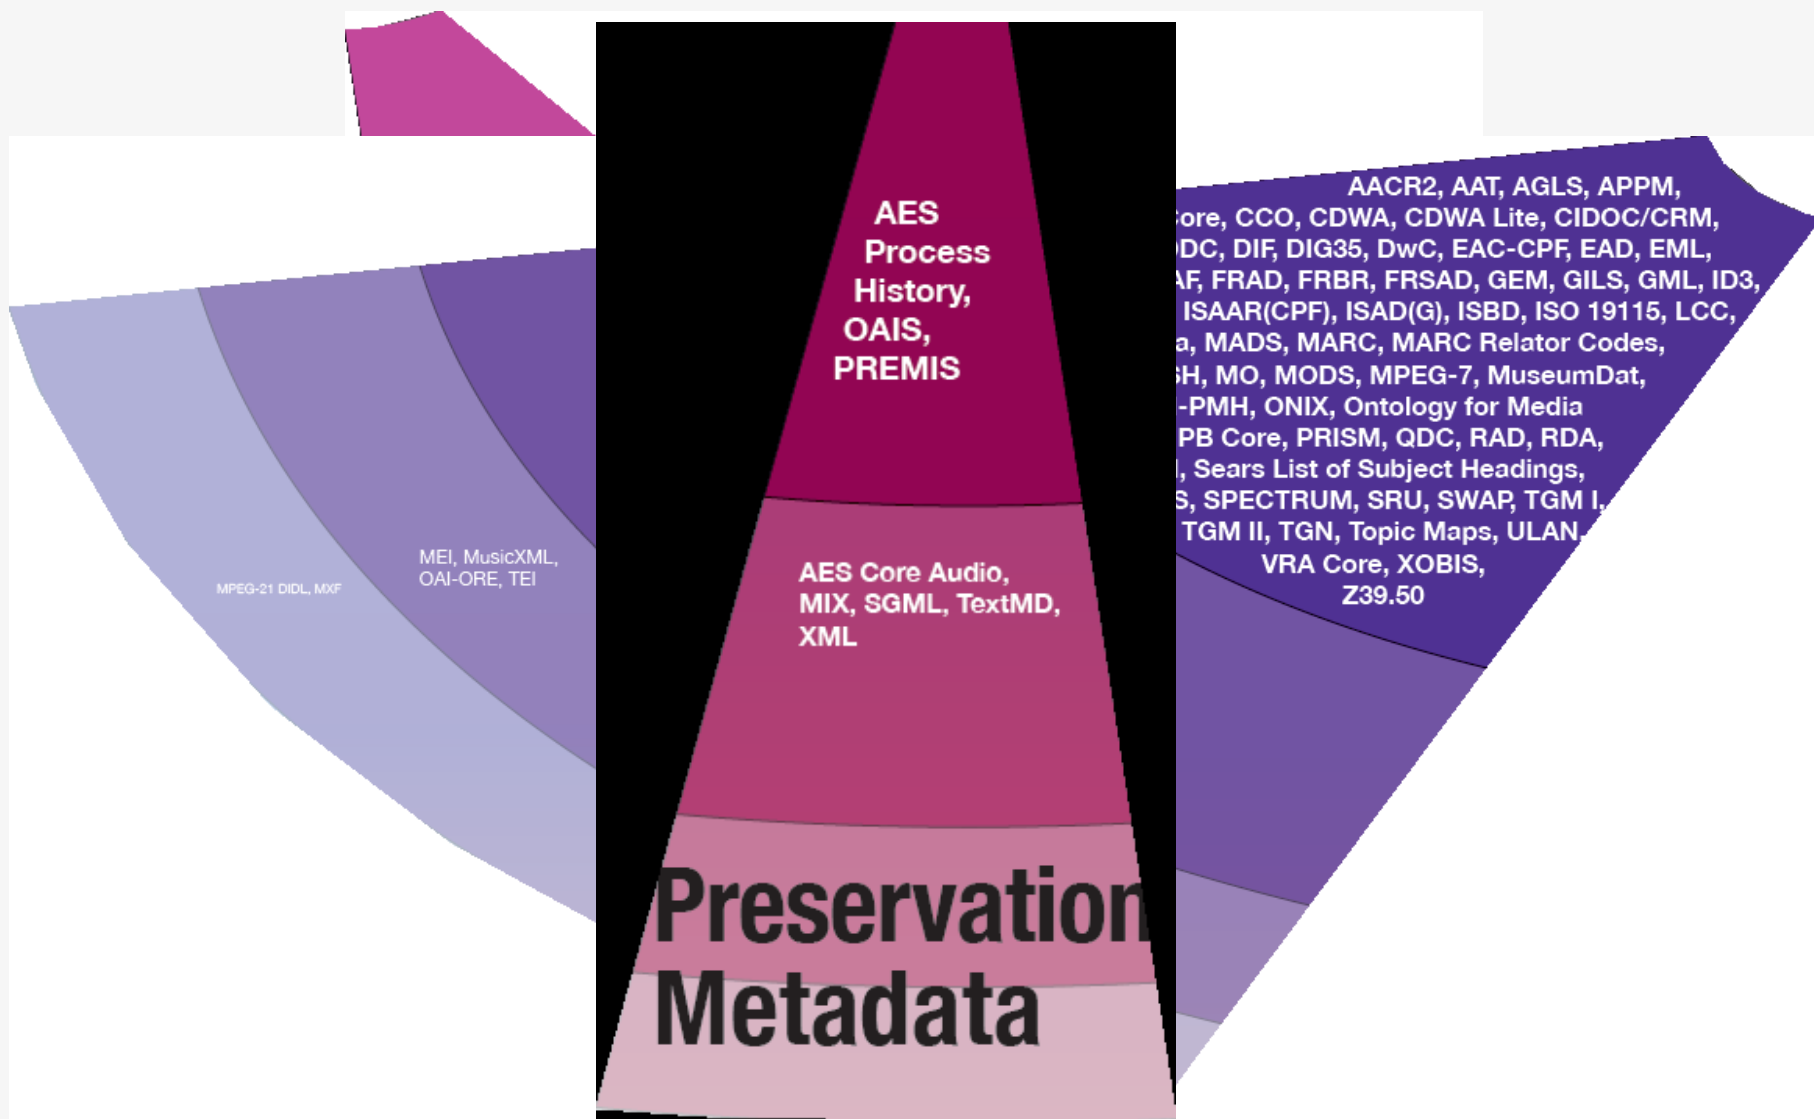 MPEG-21 DIDL, MXF
MEI, MusicXML,
OAI-ORE, TEI
AES
Process
History,
OAIS,
PREMIS
AES Core Audio,
MIX, SGML, TextMD,
XML
Preservation
Metadata
AACR2, AAT, AGLS, APPM,
Core, CCO, CDWA, CDWA Lite, CIDOC/CRM,
DDC, DIF, DIG35, DwC, EAC-CPF, EAD, EML,
FRAD, FRBR, FRSAD, GEM, GILS, GML, ID3,
ISAAR(CPF), ISAD(G), ISBD, ISO 19115, LCC,
MADS, MARC, MARC Relator Codes,
MO, MODS, MPEG-7, MuseumDat,
-PMH, ONIX, Ontology for Media
PB Core, PRISM, QDC, RAD, RDA,
Sears List of Subject Headings,
SPECTRUM, SRU, SWAP, TGM I,
TGM II, TGN, Topic Maps, ULAN,
VRA Core, XOBIS,
Z39.50